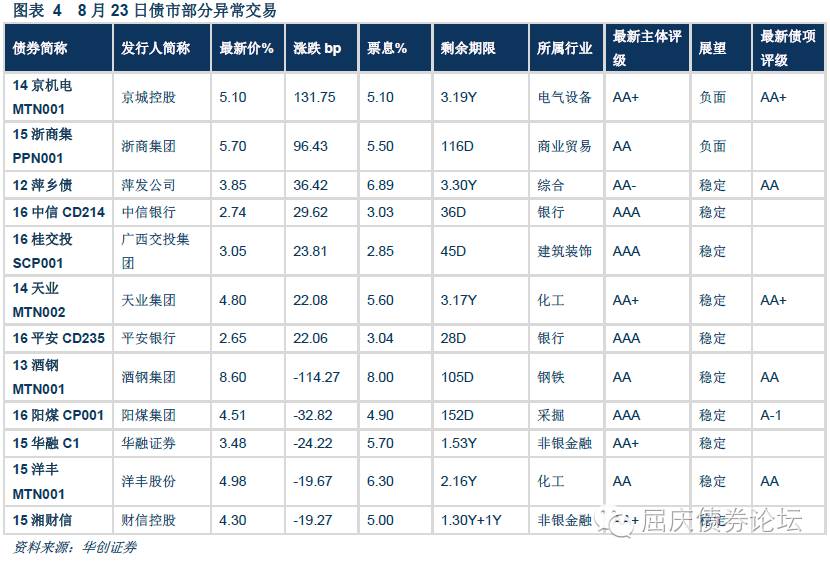 图表 4 8 月 23 日债市部分异常交易
债券简称 发行人简称 最新价% 涨跌 bp 票息% 剩余期限 所属行业 最新主体评级 展望 最新债项评级
14 京机电 MTN001 京城控股 5.10 131.75 5.10 3.19Y 电气设备 AA+ 负面 AA+
15 浙商集 PPN001 浙商集团 5.70 96.43 5.50 116D 商业贸易 AA 负面
12 萍乡债 萍发公司 3.85 36.42 6.89 3.30Y 综合 AA- 稳定 AA
16 中信 CD214 中信银行 2.74 29.62 3.03 36D 银行 AAA 稳定
16 桂交投 SCP001 广西交投集团 3.05 23.81 2.85 45D 建筑装饰 AAA 稳定
14 天业 MTN002 天业集团 4.80 22.08 5.60 3.17Y 化工 AA+ 稳定 AA+
16 平安 CD235 平安银行 2.65 22.06 3.04 28D 银行 AAA 稳定
13 酒钢 MTN001 酒钢集团 8.60 -114.27 8.00 105D 钢铁 AA 稳定 AA
16 阳煤 CP001 阳煤集团 4.51 -32.82 4.90 152D 采掘 AAA 稳定 A-1
15 华融 C1 华融证券 3.48 -24.22 5.70 1.53Y 非银金融 AA+ 稳定
15 洋丰 MTN001 洋丰股份 4.98 -19.67 6.30 2.16Y 化工 AA 稳定 AA
15 湘财信 财信控股 4.30 -19.27 5.00 1.30Y+1Y 非银金融 AA+ 稳定
屈庆债券论坛
资料来源：华创证券